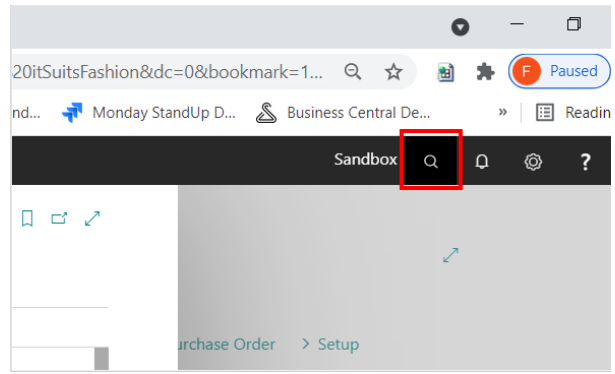 20itSuitsFashion&dc=0&bookmark=1...
F Paused
nd... Monday StandUp D... Business Central De... » Readin
Sandbox ?
urchase Order > Setup